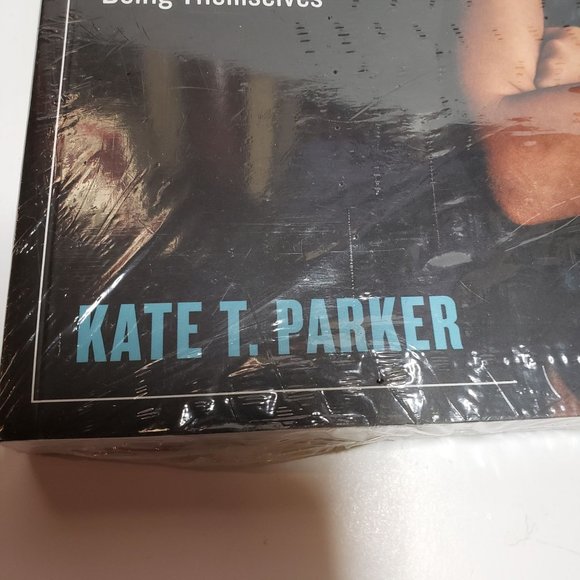 Being Themselves
KATE T. PARKER